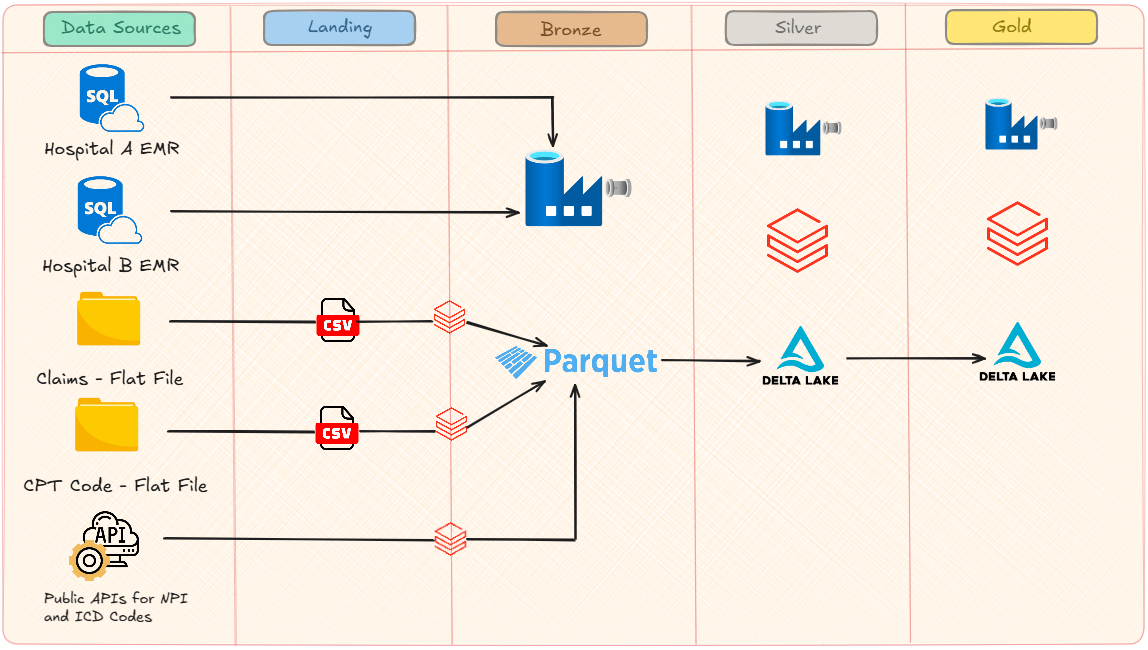 Data Sources
Landing
Bronze
Silver
Gold
SQL
Hospital A EMR
SQL
Hospital B EMR
CSV
Claims - Flat File
Parquet
DELTA LAKE
DELTA LAKE
CSV
CPT Code - Flat File
API
Public APIs for NPI
and ICD Codes